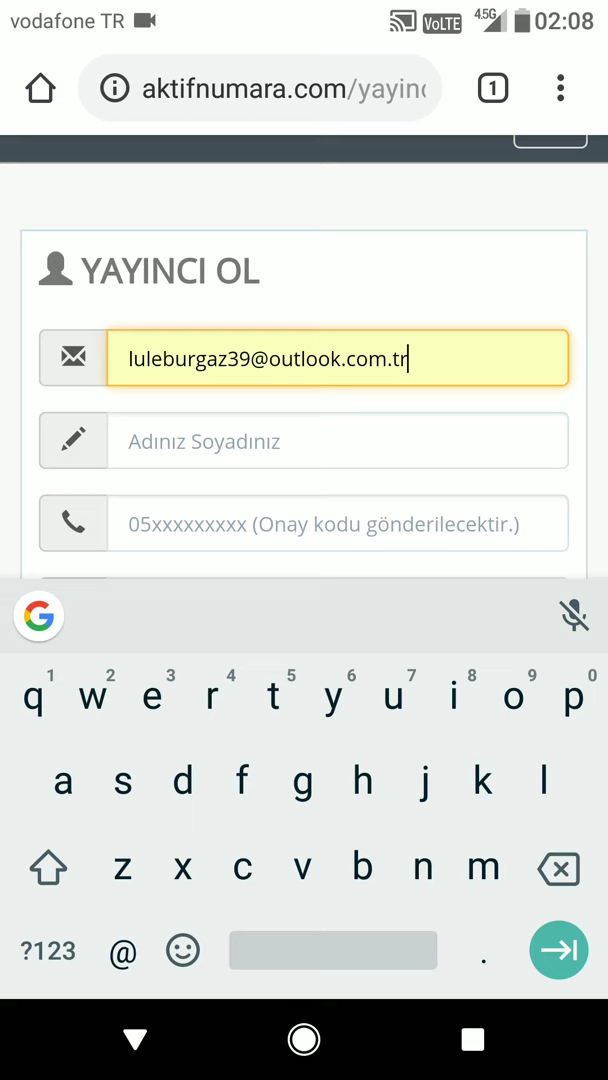 vodafone TR VoLTE 4.5G 02:08
aktifnumara.com/yayinc 1
YAYINCI OL
luleburgaz39@outlook.com.tr
Adınız Soyadınız
05xxxxxxxxx (Onay kodu gönderilecektir.)
G
1 2 3 4 5 6 7 8 9 0
q w e r t y u i o p
a s d f g h j k l
z x c v b n m
?123 @ .